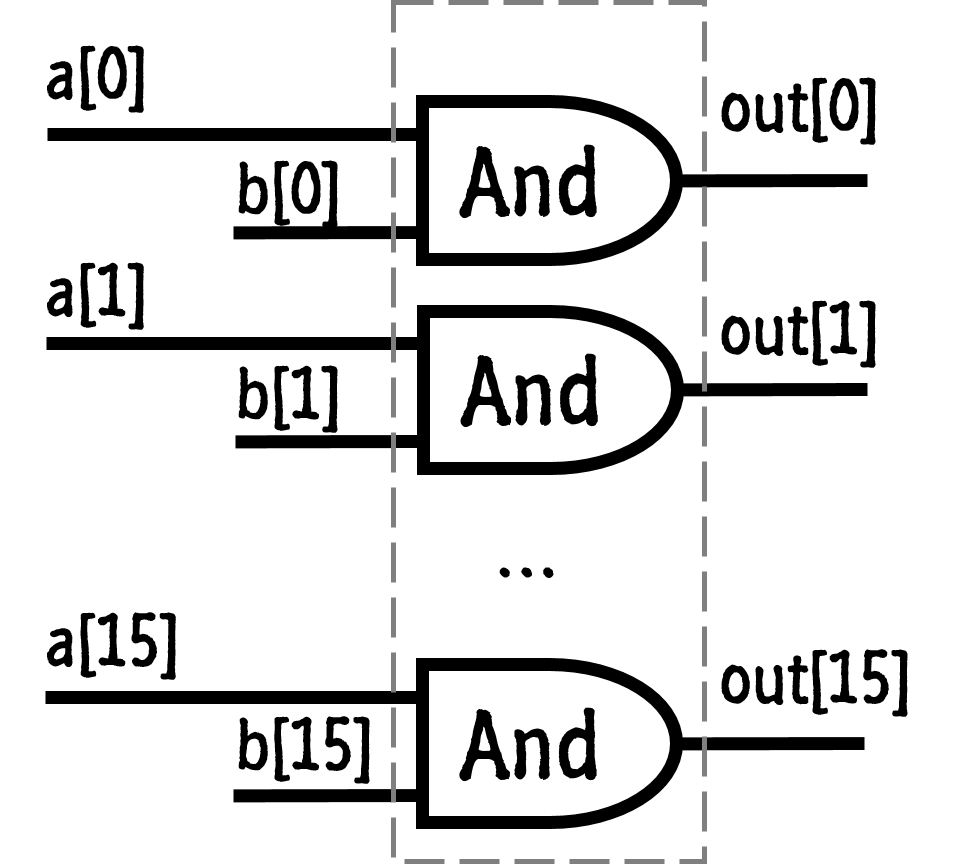 a[0]
out[0]
And
b[0]
a[1]
out[1]
And
b[1]
...
a[15]
out[15]
And
b[15]